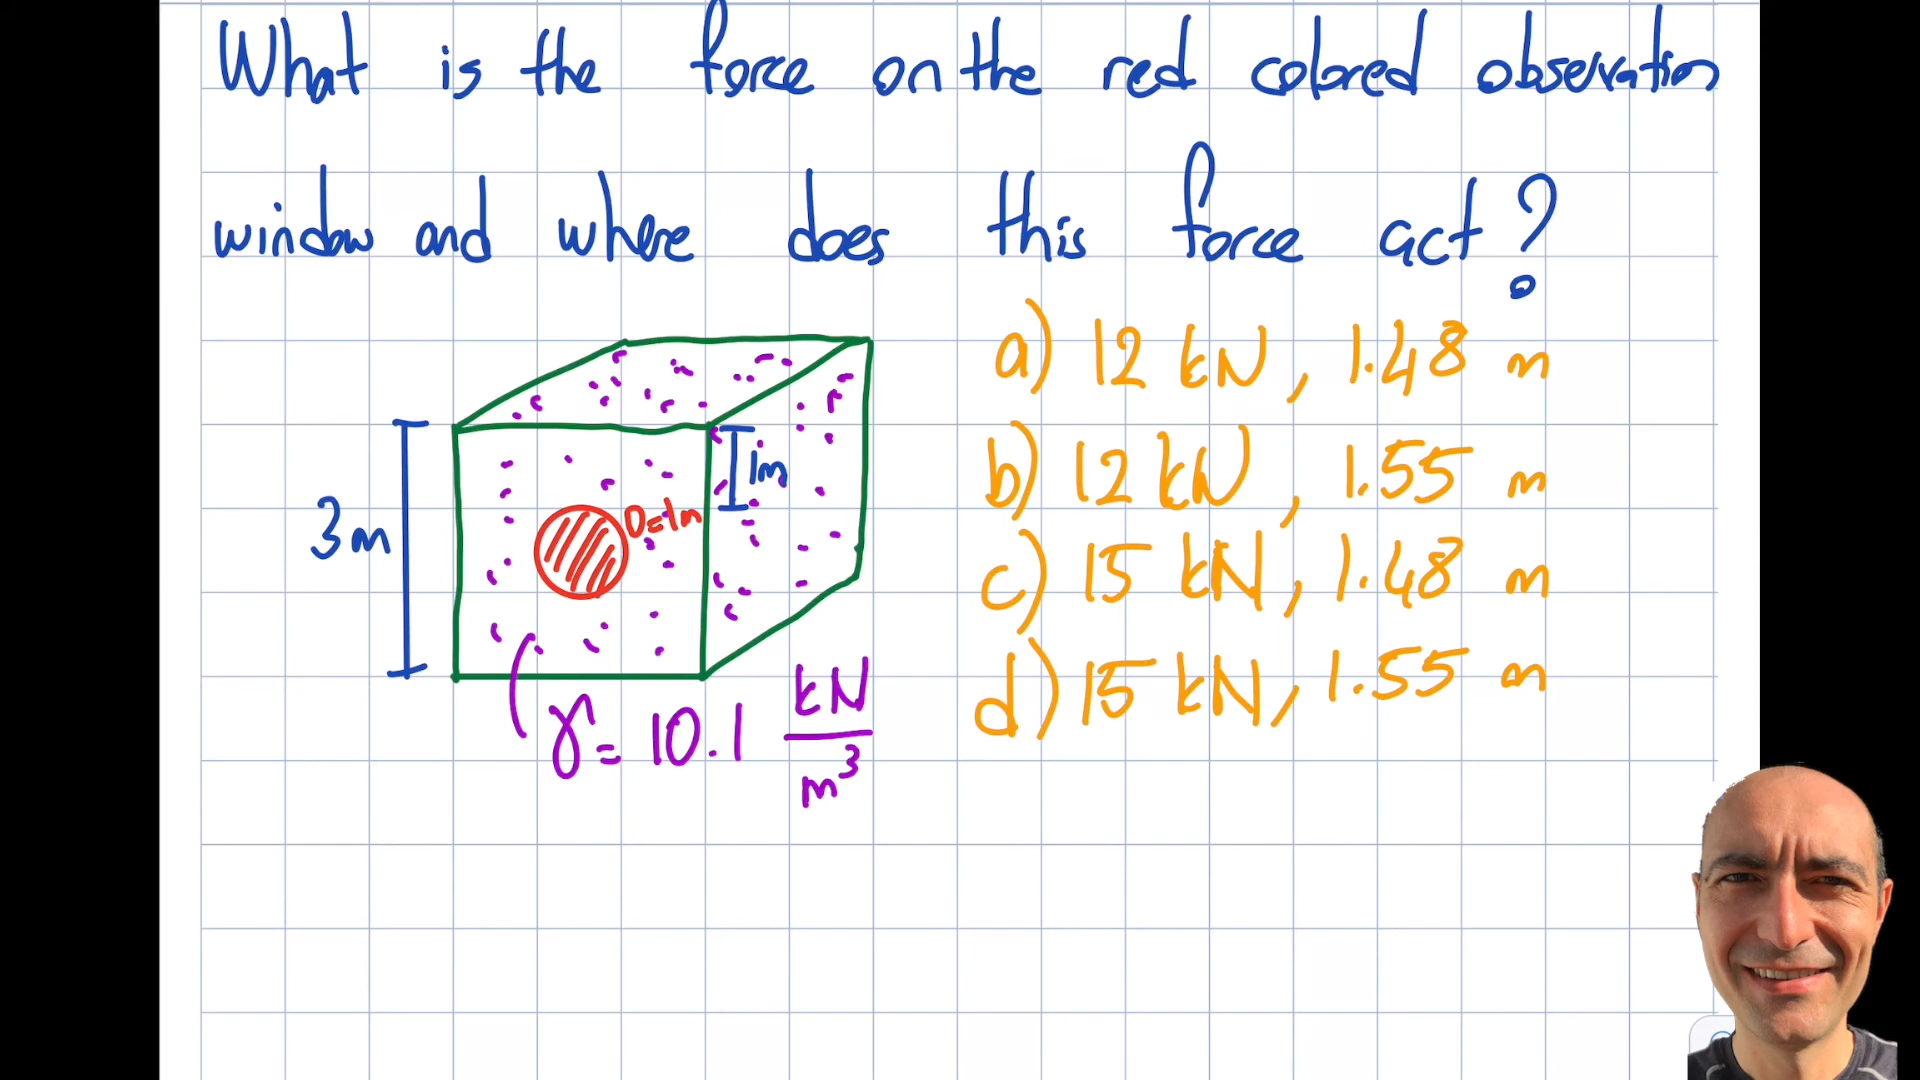 What is the force on the red colored observation
window and where does this force act?
a) 12 kN, 1.48 m
b) 12 kN, 1.55 m
c) 15 kN, 1.48 m
d) 15 kN, 1.55 m
3m
1m
D=1m
γ= 10.1 kN/m³